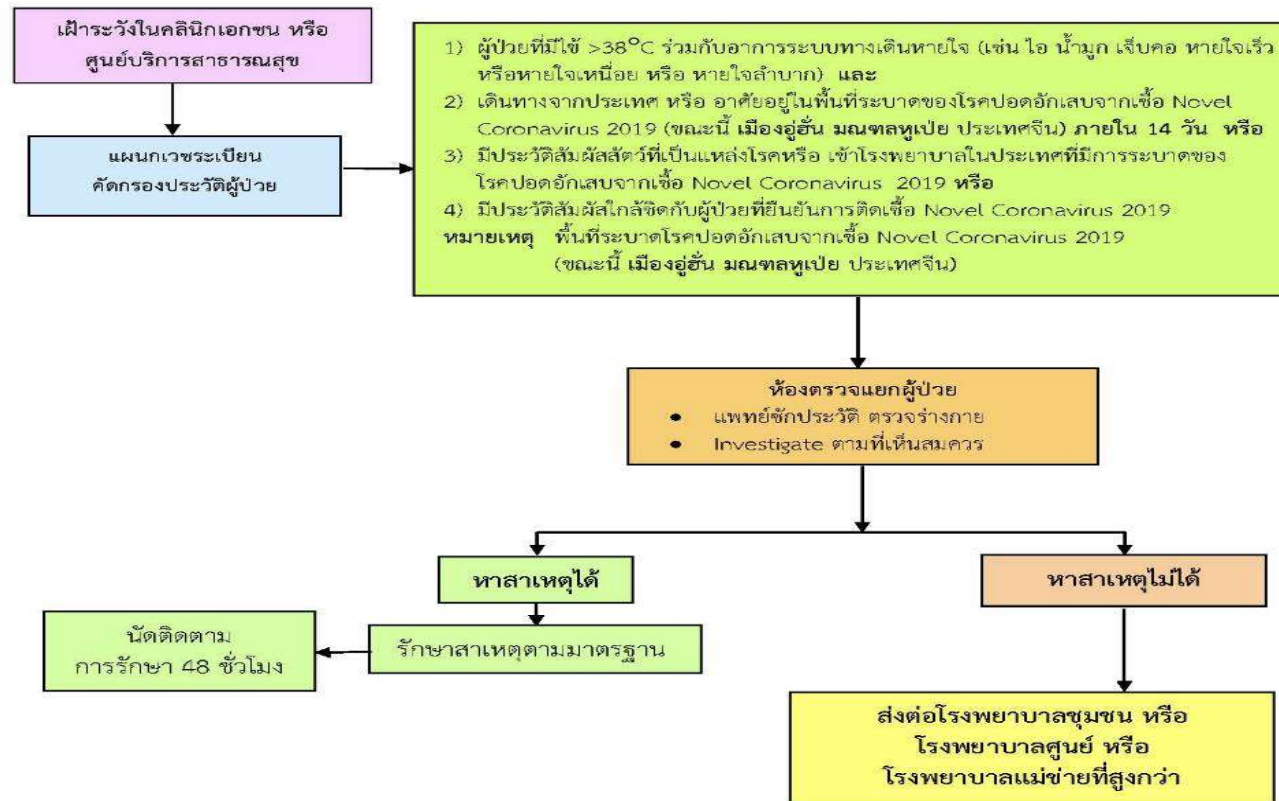 เฝ้าระวังในคลินิกเอกชน หรือ
ศูนย์บริการสาธารณสุข
แผนกเวชระเบียน
คัดกรองประวัติผู้ป่วย
1) ผู้ป่วยที่มีไข้ >38°C ร่วมกับอาการระบบทางเดินหายใจ (เช่น ไอ น้ำมูก เจ็บคอ หายใจเร็ว
หรือหายใจเหนื่อย หรือ หายใจลำบาก) และ
2) เดินทางจากประเทศ หรือ อาศัยอยู่ในพื้นที่ระบาดของโรคปอดอักเสบจากเชื้อ Novel
Coronavirus 2019 (ขณะนี้ เมืองอู่ฮั่น มณฑลหูเป่ย ประเทศจีน) ภายใน 14 วัน หรือ
3) มีประวัติสัมผัสสัตว์ที่เป็นแหล่งโรคหรือ เข้าโรงพยาบาลในประเทศที่มีการระบาดของ
โรคปอดอักเสบจากเชื้อ Novel Coronavirus 2019 หรือ
4) มีประวัติสัมผัสใกล้ชิดกับผู้ป่วยที่ยืนยันการติดเชื้อ Novel Coronavirus 2019
หมายเหตุ พื้นที่ระบาดโรคปอดอักเสบจากเชื้อ Novel Coronavirus 2019
(ขณะนี้ เมืองอู่ฮั่น มณฑลหูเป่ย ประเทศจีน)
ห้องตรวจแยกผู้ป่วย
• แพทย์ซักประวัติ ตรวจร่างกาย
• Investigate ตามที่เห็นสมควร
หาสาเหตุได้
หาสาเหตุไม่ได้
รักษาสาเหตุตามมาตรฐาน
นัดติดตาม
การรักษา 48 ชั่วโมง
ส่งต่อโรงพยาบาลชุมชน หรือ
โรงพยาบาลศูนย์ หรือ
โรงพยาบาลแม่ข่ายที่สูงกว่า